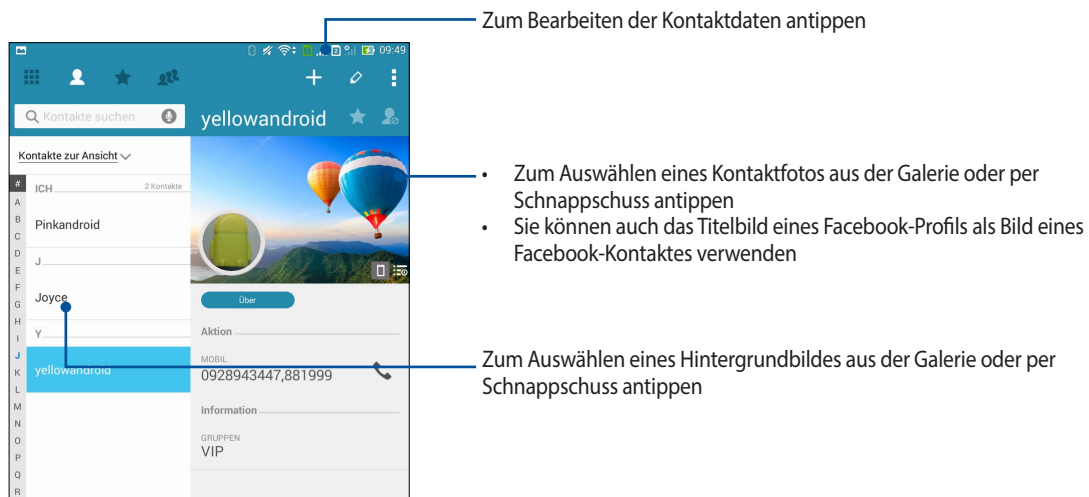 Zum Bearbeiten der Kontaktdaten antippen
09:49
Kontakte suchen
yellowandroid
Kontakte zur Ansicht
ICH
2 Kontakte
Pinkandroid
J
Joyce
Y
yellowandroid
#
A
B
C
D
E
F
G
H
I
J
K
L
M
N
O
P
Q
R
Über
Aktion
MOBIL
0928943447,881999
Information
GRUPPEN
VIP
• Zum Auswählen eines Kontaktfotos aus der Galerie oder per
Schnappschuss antippen
• Sie können auch das Titelbild eines Facebook-Profils als Bild eines
Facebook-Kontaktes verwenden
Zum Auswählen eines Hintergrundbildes aus der Galerie oder per
Schnappschuss antippen